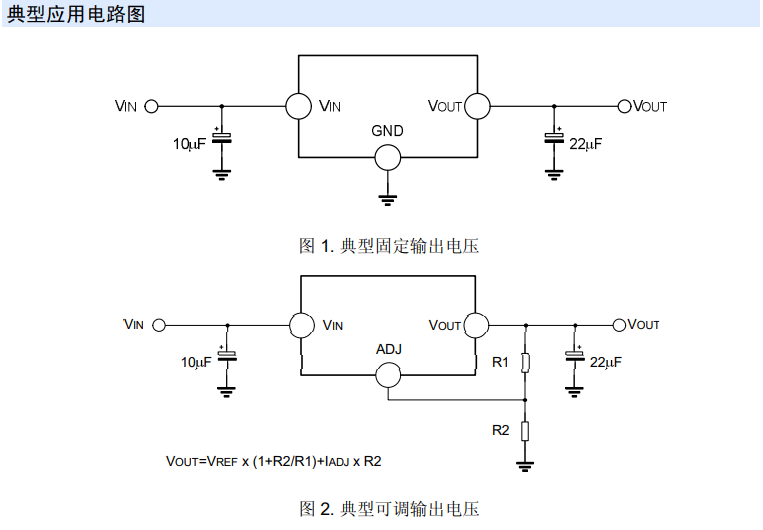 典型应用电路图
VIN
VIN
VOUT
VOUT
GND
10μF
22μF
图 1. 典型固定输出电压
VIN
VIN
VOUT
VOUT
ADJ
10μF
R1
22μF
R2
VOUT=VREF x (1+R2/R1)+IADJ x R2
图 2. 典型可调输出电压